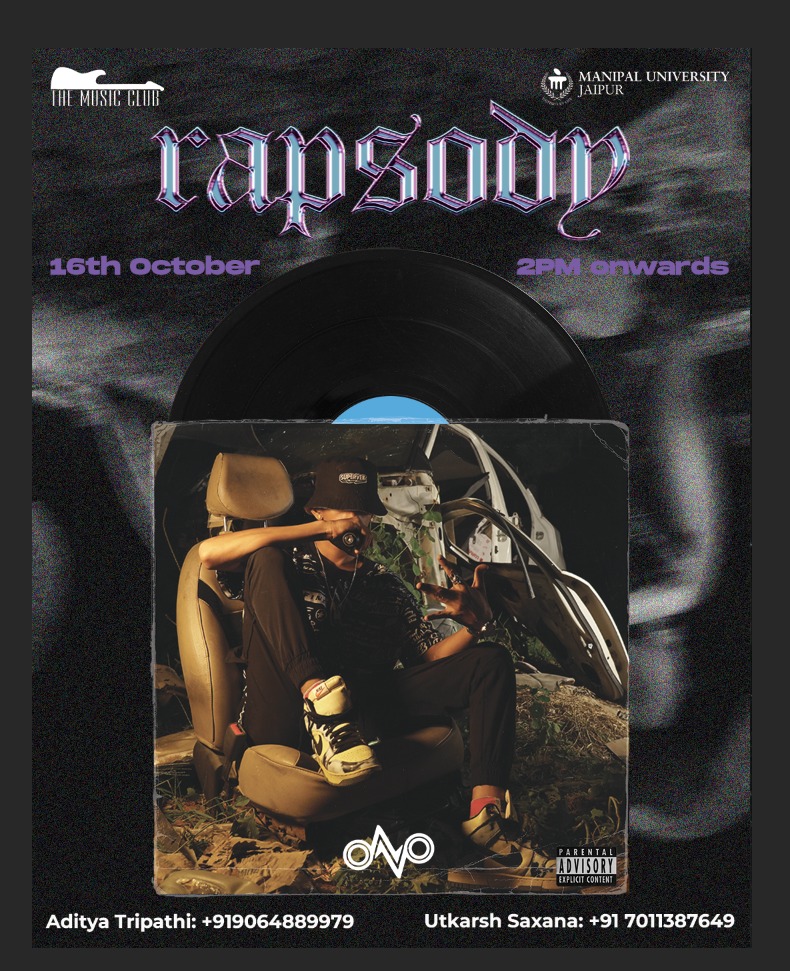 THE MUSIC CLUB
MANIPAL UNIVERSITY
JAIPUR
rapsody
16th October
2PM onwards
ONO
PARENTAL
ADVISORY
EXPLICIT CONTENT
Aditya Tripathi: +919064889979
Utkarsh Saxana: +91 7011387649